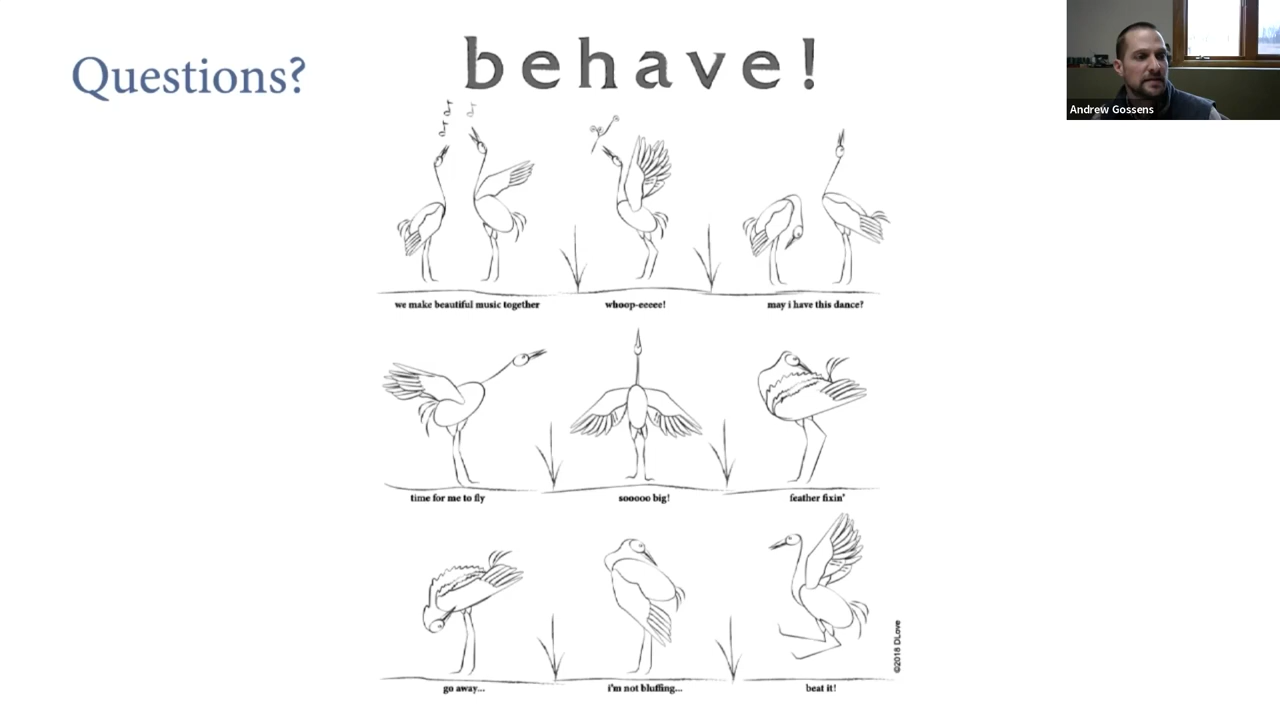 Questions?
behave!
Andrew Gossens
we make beautiful music together
whoop-eeeee!
may i have this dance?
time for me to fly
sooooo big!
feather fixin'
go away...
i'm not bluffing...
beat it!
©2018 DLove